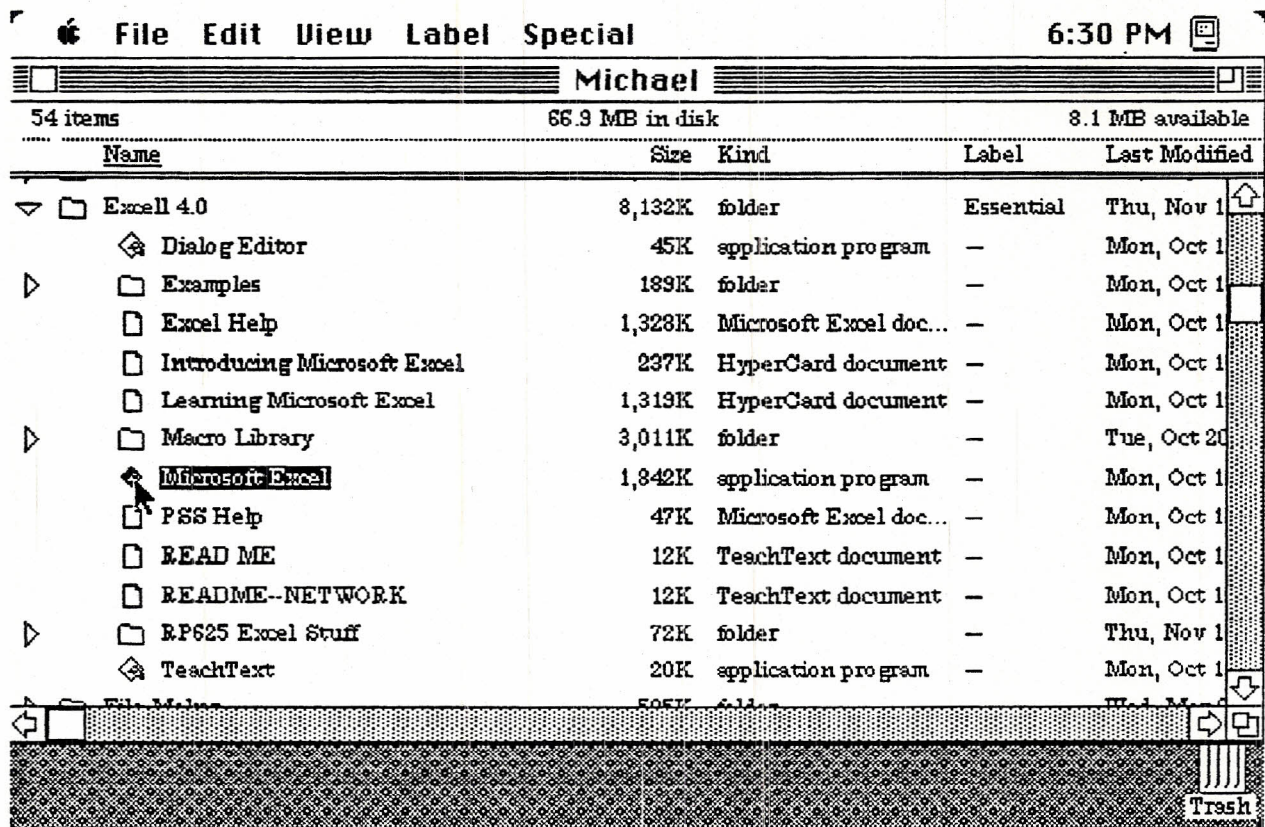 File Edit View Label Special 6:30 PM
Michael
54 items 66.9 MB in disk 8.1 MB available
Name Size Kind Label Last Modified
Excell 4.0 8,132K folder Essential Thu, Nov 1
Dialog Editor 45K application program — Mon, Oct 1
Examples 189K folder — Mon, Oct 1
Excel Help 1,328K Microsoft Excel doc... — Mon, Oct 1
Introducing Microsoft Excel 237K HyperCard document — Mon, Oct 1
Learning Microsoft Excel 1,319K HyperCard document — Mon, Oct 1
Macro Library 3,011K folder — Tue, Oct 20
Microsoft Excel 1,842K application program — Mon, Oct 1
PSS Help 47K Microsoft Excel doc... — Mon, Oct 1
READ ME 12K TeachText document — Mon, Oct 1
README--NETWORK 12K TeachText document — Mon, Oct 1
RP625 Excel Stuff 72K folder — Thu, Nov 1
TeachText 20K application program — Mon, Oct 1
Trash